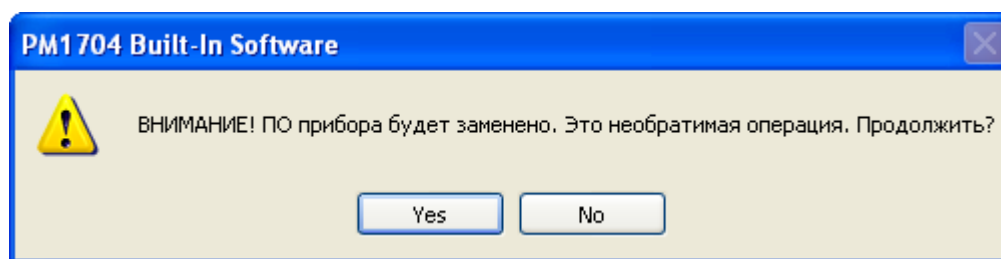 PM1704 Built-In Software
ВНИМАНИЕ! ПО прибора будет заменено. Это необратимая операция. Продолжить?
Yes No